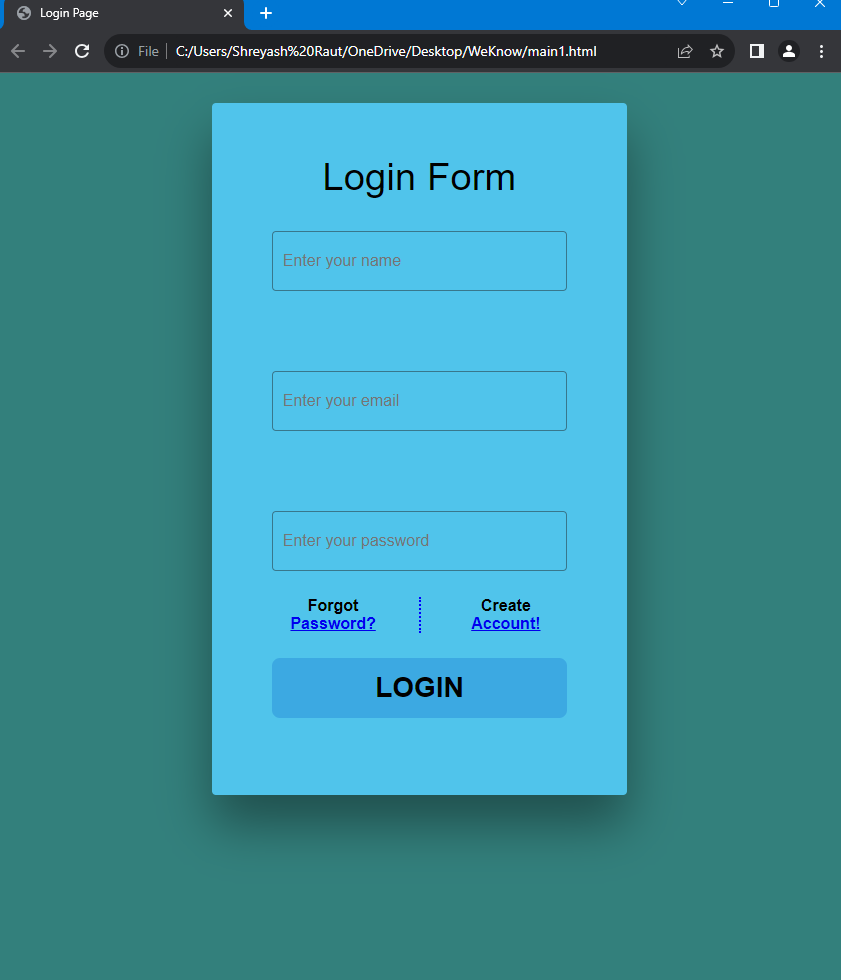 Login Page
File C:/Users/Shreyash%20Raut/OneDrive/Desktop/WeKnow/main1.html
Login Form
Enter your name
Enter your email
Enter your password
Forgot
Password?
Create
Account!
LOGIN